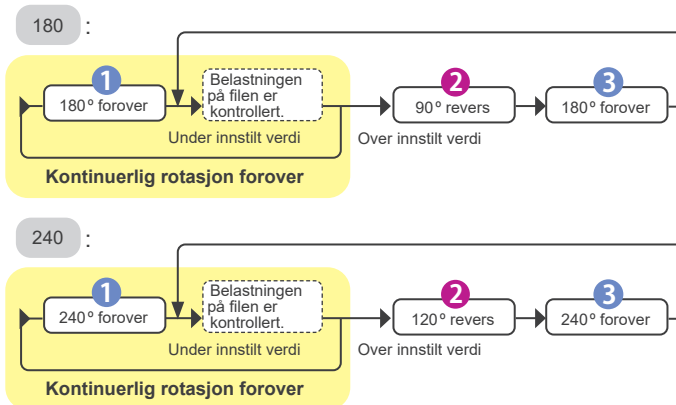 180 :
1 2 3
180° forover
Belastningen
på filen er
kontrollert.
90° revers
180° forover
Under innstilt verdi
Over innstilt verdi
Kontinuerlig rotasjon forover
240 :
1 2 3
240° forover
Belastningen
på filen er
kontrollert.
120° revers
240° forover
Under innstilt verdi
Over innstilt verdi
Kontinuerlig rotasjon forover